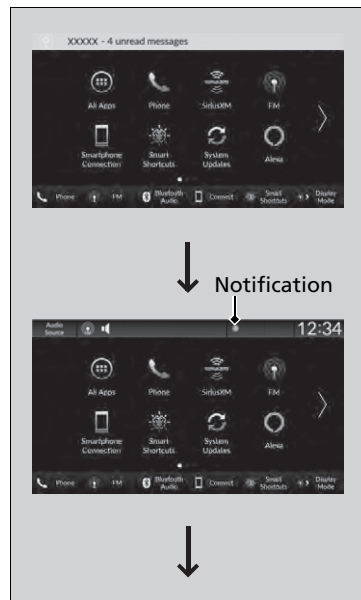 XXXXX - 4 unread messages
All Apps Phone SiriusXM FM
Smartphone Connection Smart Shortcuts System Updates Alexa
Phone FM Bluetooth Audio Connect Smart Shortcuts Display Mode
Notification
Audio Source 12:34
All Apps Phone SiriusXM FM
Smartphone Connection Smart Shortcuts System Updates Alexa
Phone FM Bluetooth Audio Connect Smart Shortcuts Display Mode